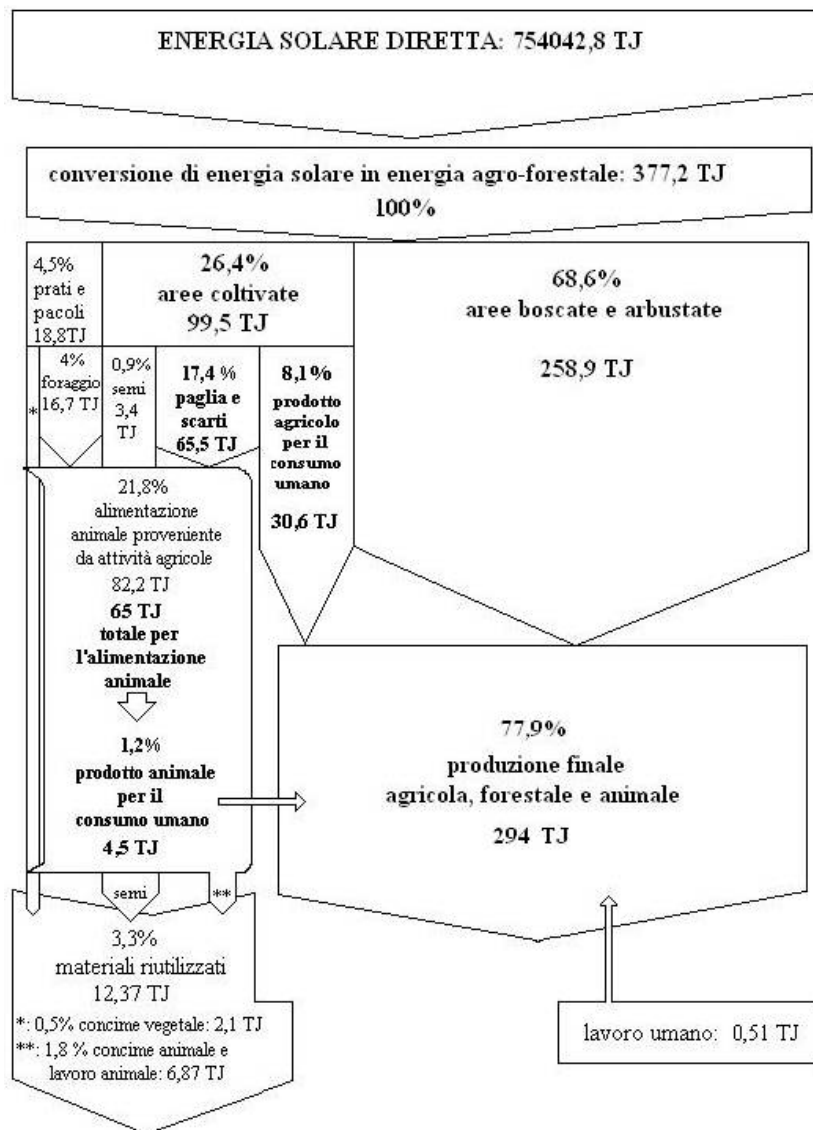 ENERGIA SOLARE DIRETTA: 754042,8 TJ
conversione di energia solare in energia agro-forestale: 377,2 TJ
100%
4,5%
prati e
pacoli
18,8TJ
26,4%
aree coltivate
99,5 TJ
68,6%
aree boscate e arbustate
258,9 TJ
*
4%
foraggio
16,7 TJ
0,9%
semi
3,4
TJ
17,4 %
paglia e
scarti
65,5 TJ
8,1%
prodotto
agricolo
per il
consumo
umano
30,6 TJ
21,8%
alimentazione
animale proveniente
da attività agricole
82,2 TJ
65 TJ
totale per
l'alimentazione
animale
1,2%
prodotto animale
per il
consumo umano
4,5 TJ
77,9%
produzione finale
agricola, forestale e animale
294 TJ
semi
**
3,3%
materiali riutilizzati
12,37 TJ
*: 0,5% concime vegetale: 2,1 TJ
**: 1,8 % concime animale e
lavoro animale: 6,87 TJ
lavoro umano: 0,51 TJ